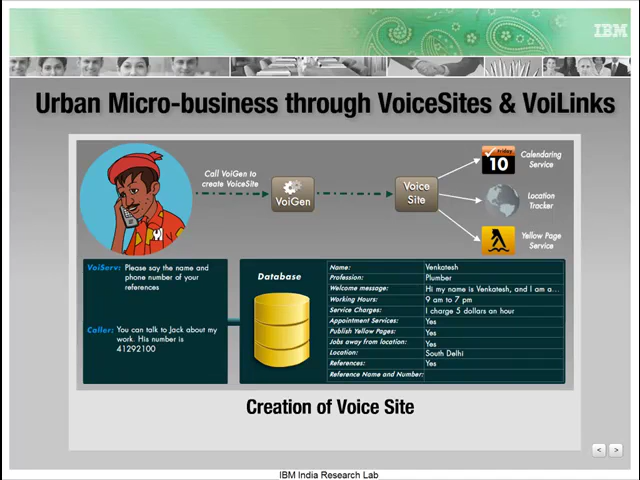 IBM
Urban Micro-business through VoiceSites & VoiLinks
Call VoiGen to
create VoiceSite
VoiGen
Voice
Site
Friday
10
Calendaring
Service
Location
Tracker
Yellow Page
Service
VoiServ: Please say the name and
phone number of your
references
Caller: You can talk to Jack about my
work. His number is
41292100
Database
Name: Venkatesh
Profession: Plumber
Welcome message: Hi my name is Venkatesh, and I am a...
Working Hours: 9 am to 7 pm
Service Charges: I charge 5 dollars an hour
Appointment Services: Yes
Publish Yellow Pages: Yes
Jobs away from location: Yes
Location: South Delhi
References: Yes
Reference Name and Number:
Creation of Voice Site
< >
IBM India Research Lab